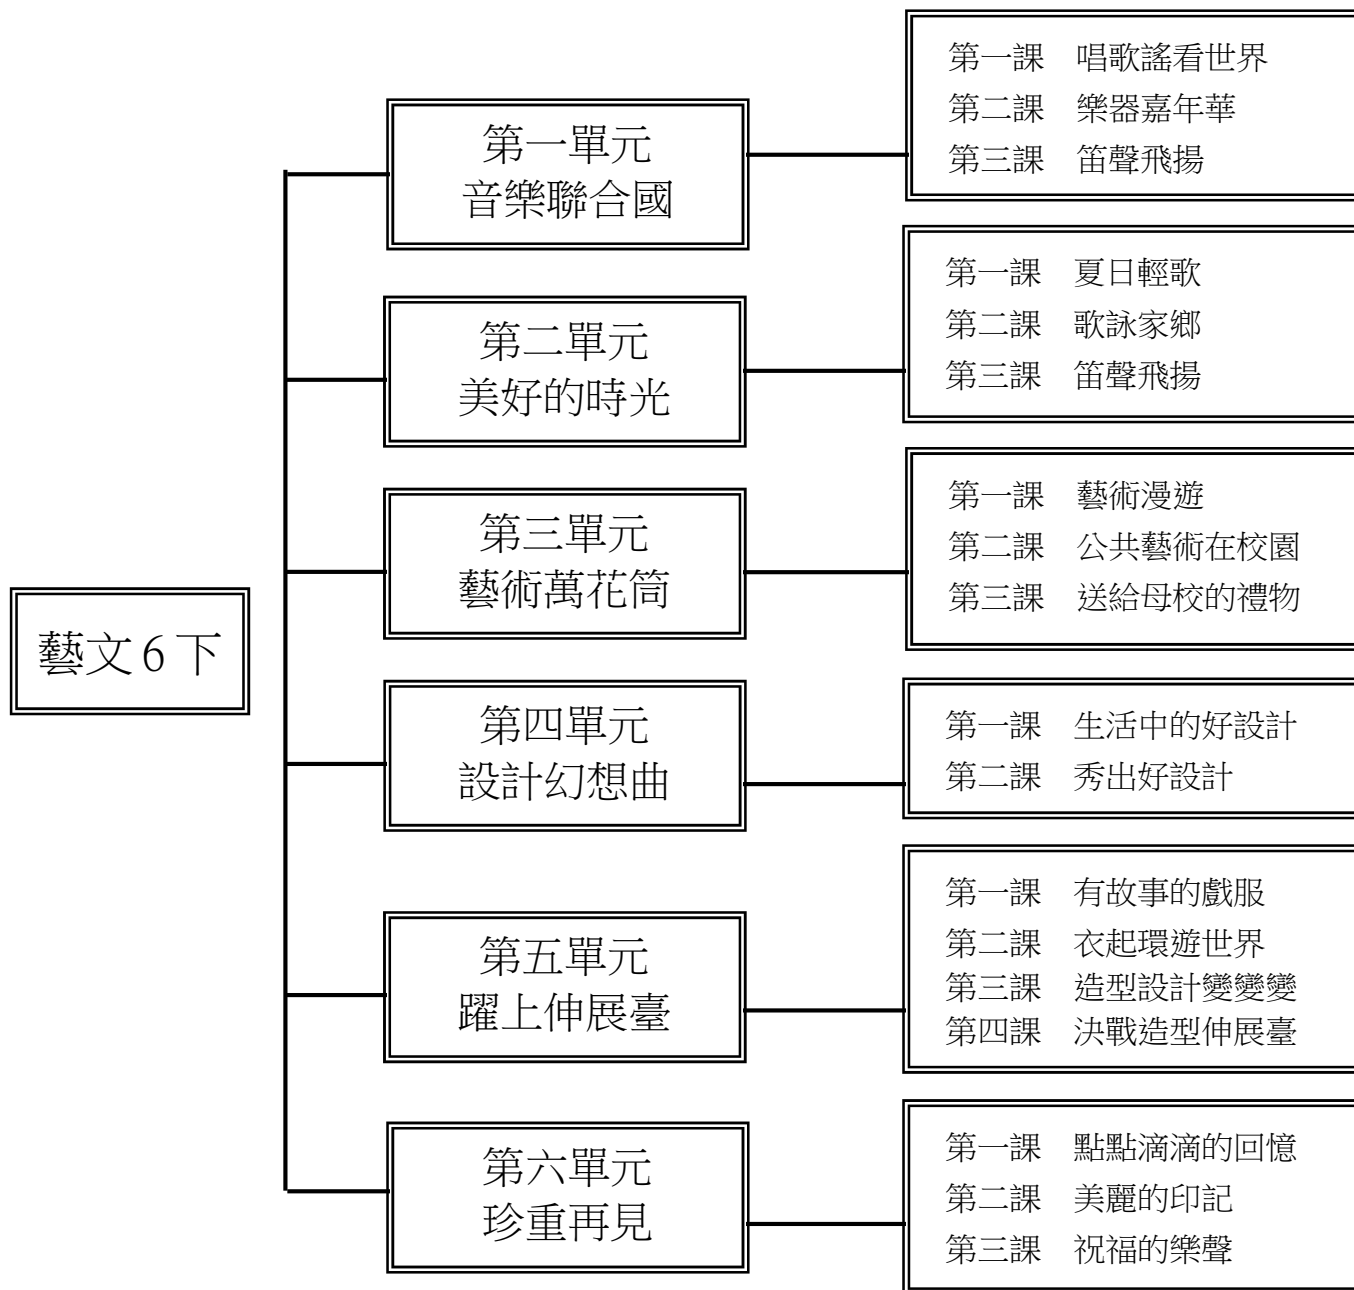 藝文6下
第一單元
音樂聯合國
第一課　唱歌謠看世界
第二課　樂器嘉年華
第三課　笛聲飛揚
第二單元
美好的時光
第一課　夏日輕歌
第二課　歌詠家鄉
第三課　笛聲飛揚
第三單元
藝術萬花筒
第一課　藝術漫遊
第二課　公共藝術在校園
第三課　送給母校的禮物
第四單元
設計幻想曲
第一課　生活中的好設計
第二課　秀出好設計
第五單元
躍上伸展臺
第一課　有故事的戲服
第二課　衣起環遊世界
第三課　造型設計變變變
第四課　決戰造型伸展臺
第六單元
珍重再見
第一課　點點滴滴的回憶
第二課　美麗的印記
第三課　祝福的樂聲